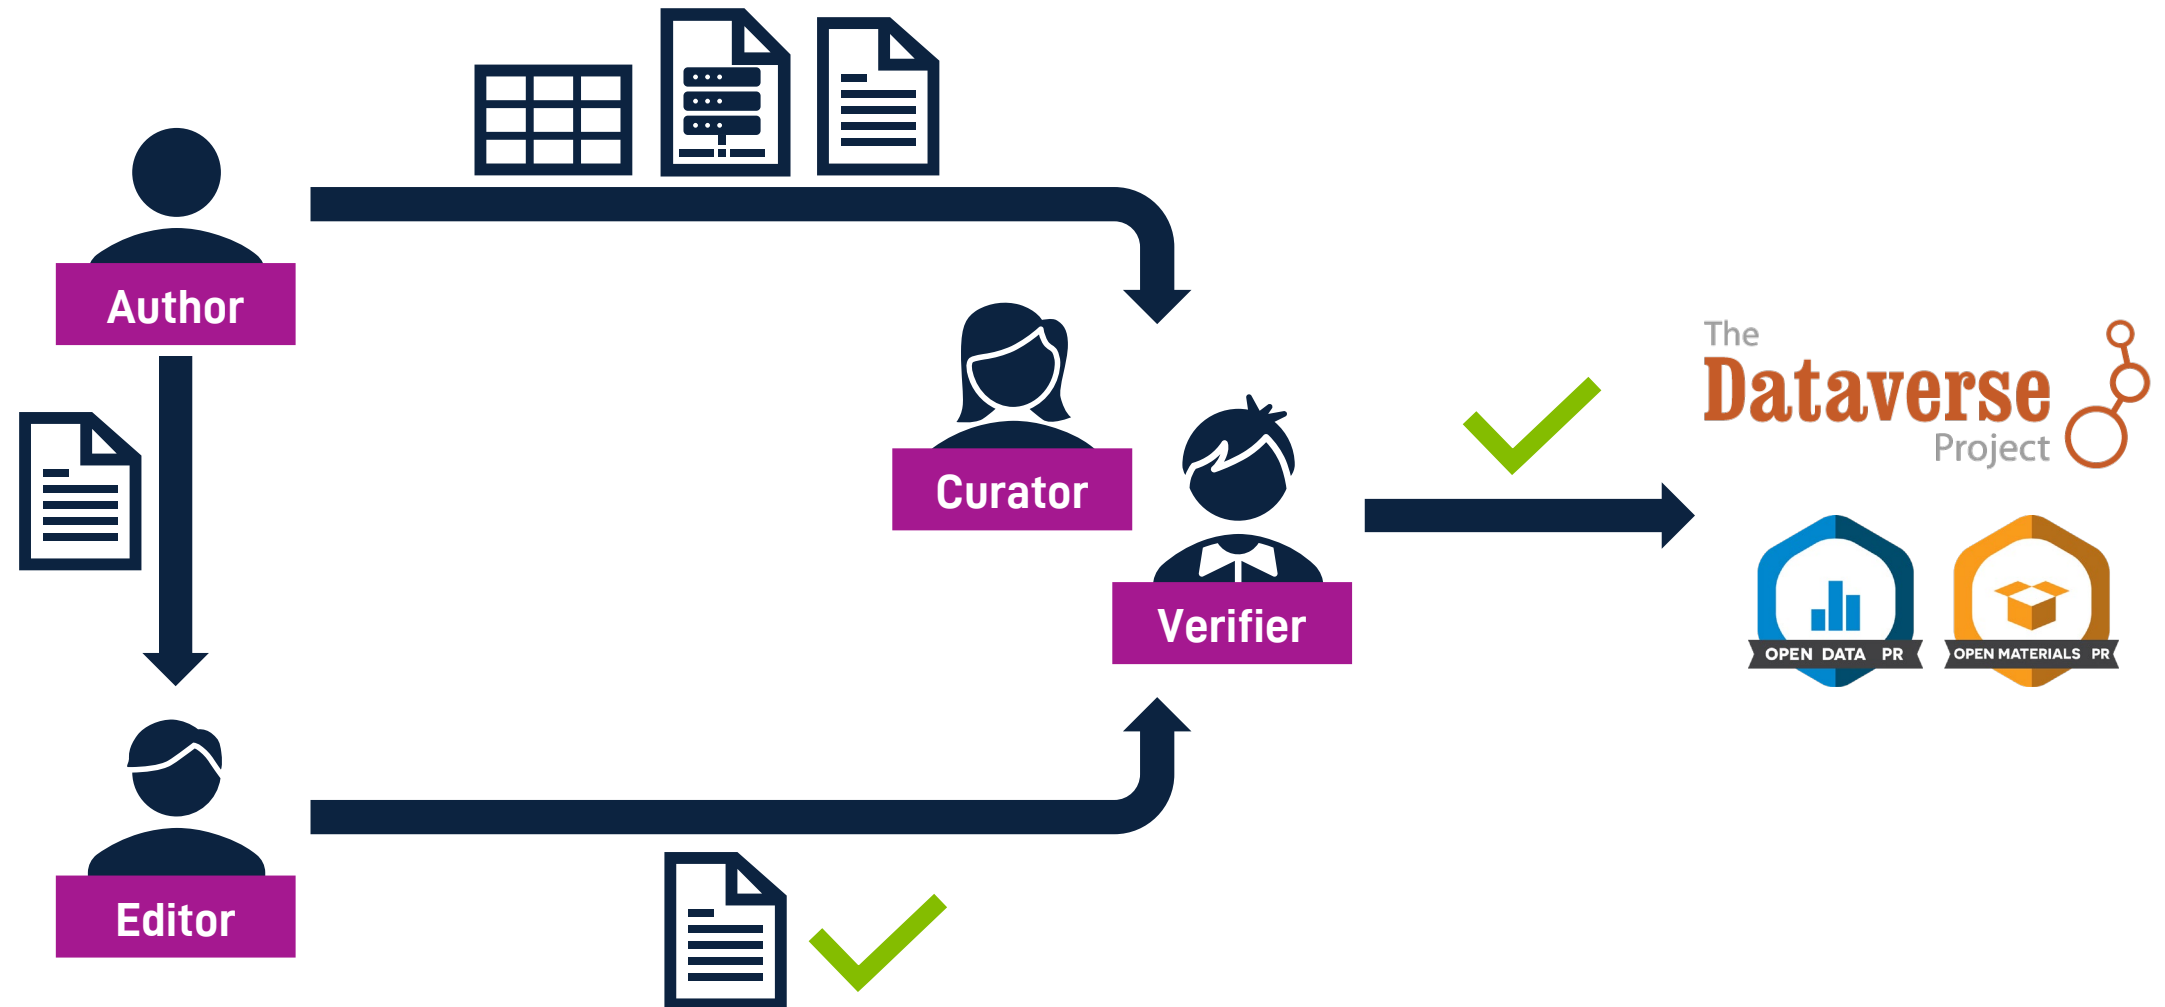 Author
Curator
Verifier
Editor
The
Dataverse
Project
OPEN DATA PR
OPEN MATERIALS PR